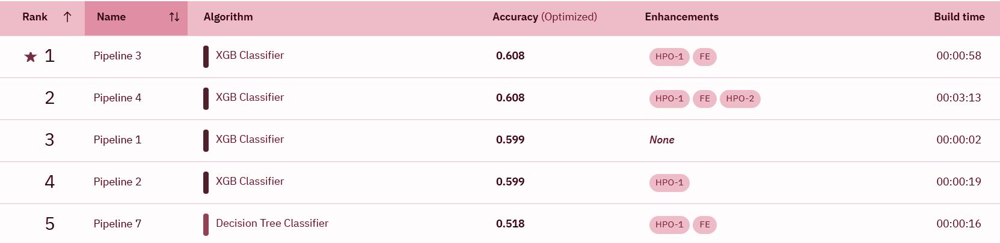 Rank Name Algorithm Accuracy (Optimized) Enhancements Build time
1 Pipeline 3 XGB Classifier 0.608 HPO-1 FE 00:00:58
2 Pipeline 4 XGB Classifier 0.608 HPO-1 FE HPO-2 00:03:13
3 Pipeline 1 XGB Classifier 0.599 None 00:00:02
4 Pipeline 2 XGB Classifier 0.599 HPO-1 00:00:19
5 Pipeline 7 Decision Tree Classifier 0.518 HPO-1 FE 00:00:16